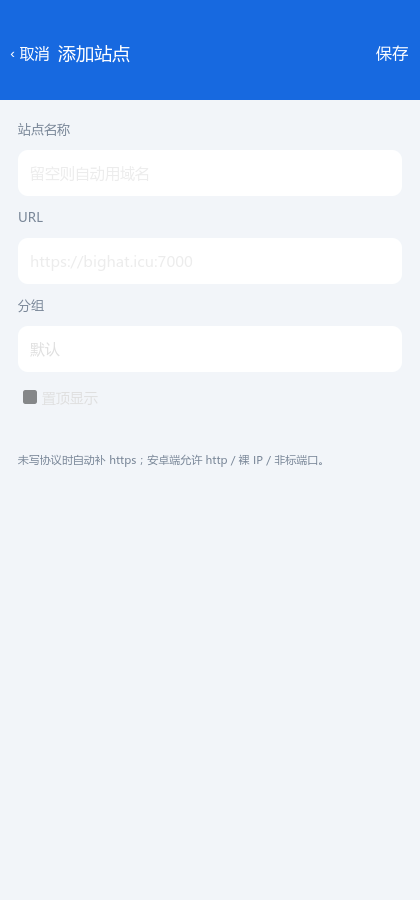 ‹ 取消 添加站点 保存
站点名称
留空则自动用域名
URL
https://bighat.icu:7000
分组
默认
置顶显示
未写协议时自动补 https；安卓端允许 http / 裸 IP / 非标端口。